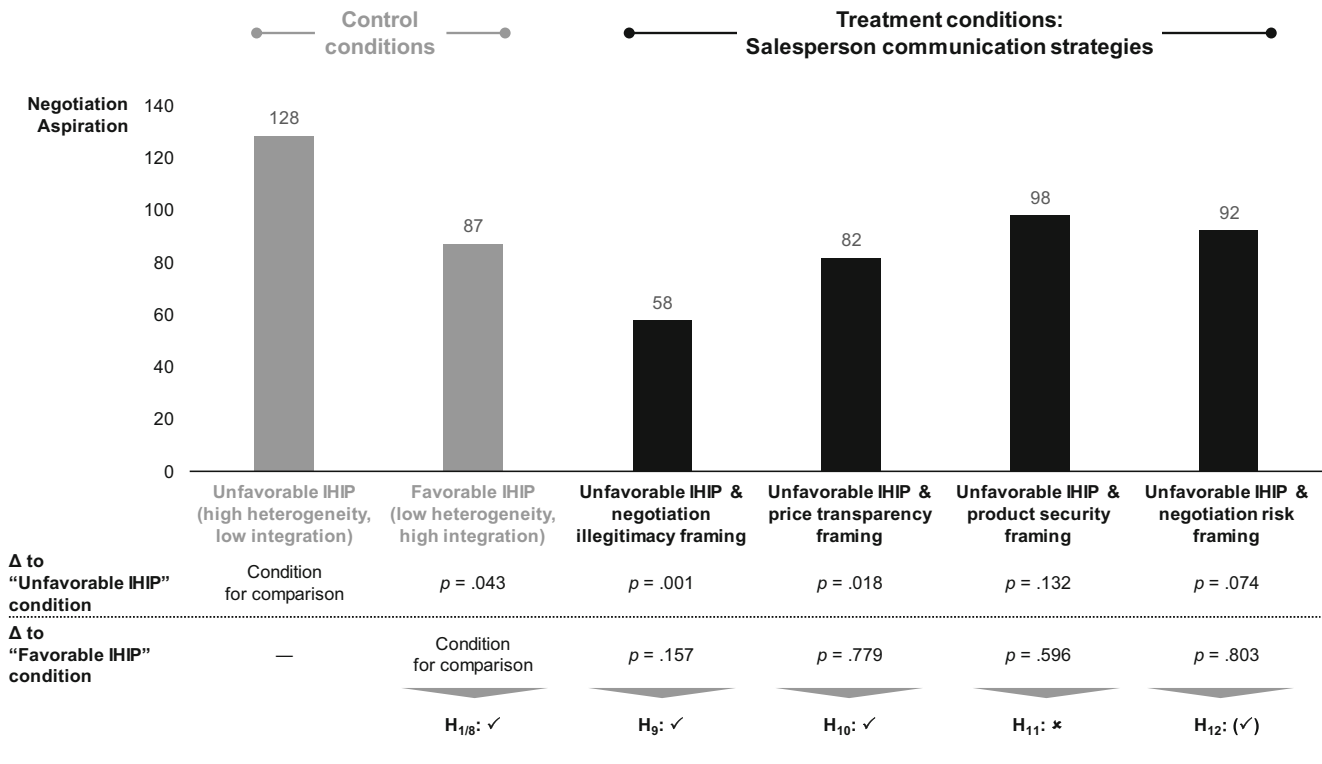 Control
conditions
Treatment conditions:
Salesperson communication strategies
Negotiation
Aspiration
140
120
100
80
60
40
20
0
128
87
58
82
98
92
Unfavorable IHIP
(high heterogeneity,
low integration)
Favorable IHIP
(low heterogeneity,
high integration)
Unfavorable IHIP &
negotiation
illegitimacy framing
Unfavorable IHIP &
price transparency
framing
Unfavorable IHIP &
product security
framing
Unfavorable IHIP &
negotiation risk
framing
Δ to
“Unfavorable IHIP”
condition
Condition
for comparison
p = .043
p = .001
p = .018
p = .132
p = .074
Δ to
“Favorable IHIP”
condition
—
Condition
for comparison
p = .157
p = .779
p = .596
p = .803
H1/8: ✓
H9: ✓
H10: ✓
H11: ✗
H12: (✓)